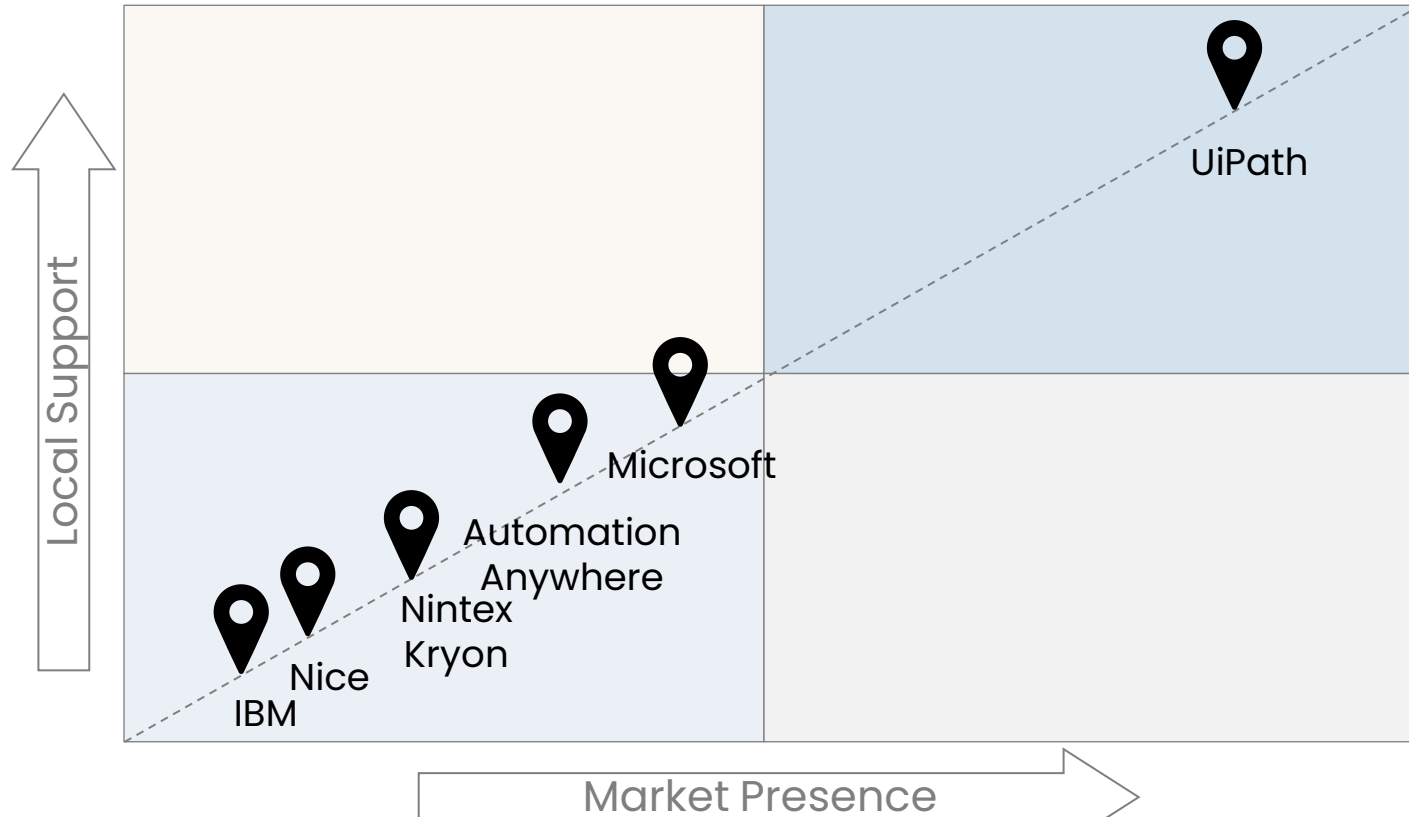 UiPath
Local Support
Microsoft
Automation
Anywhere
Nintex
Kryon
Nice
IBM
Market Presence